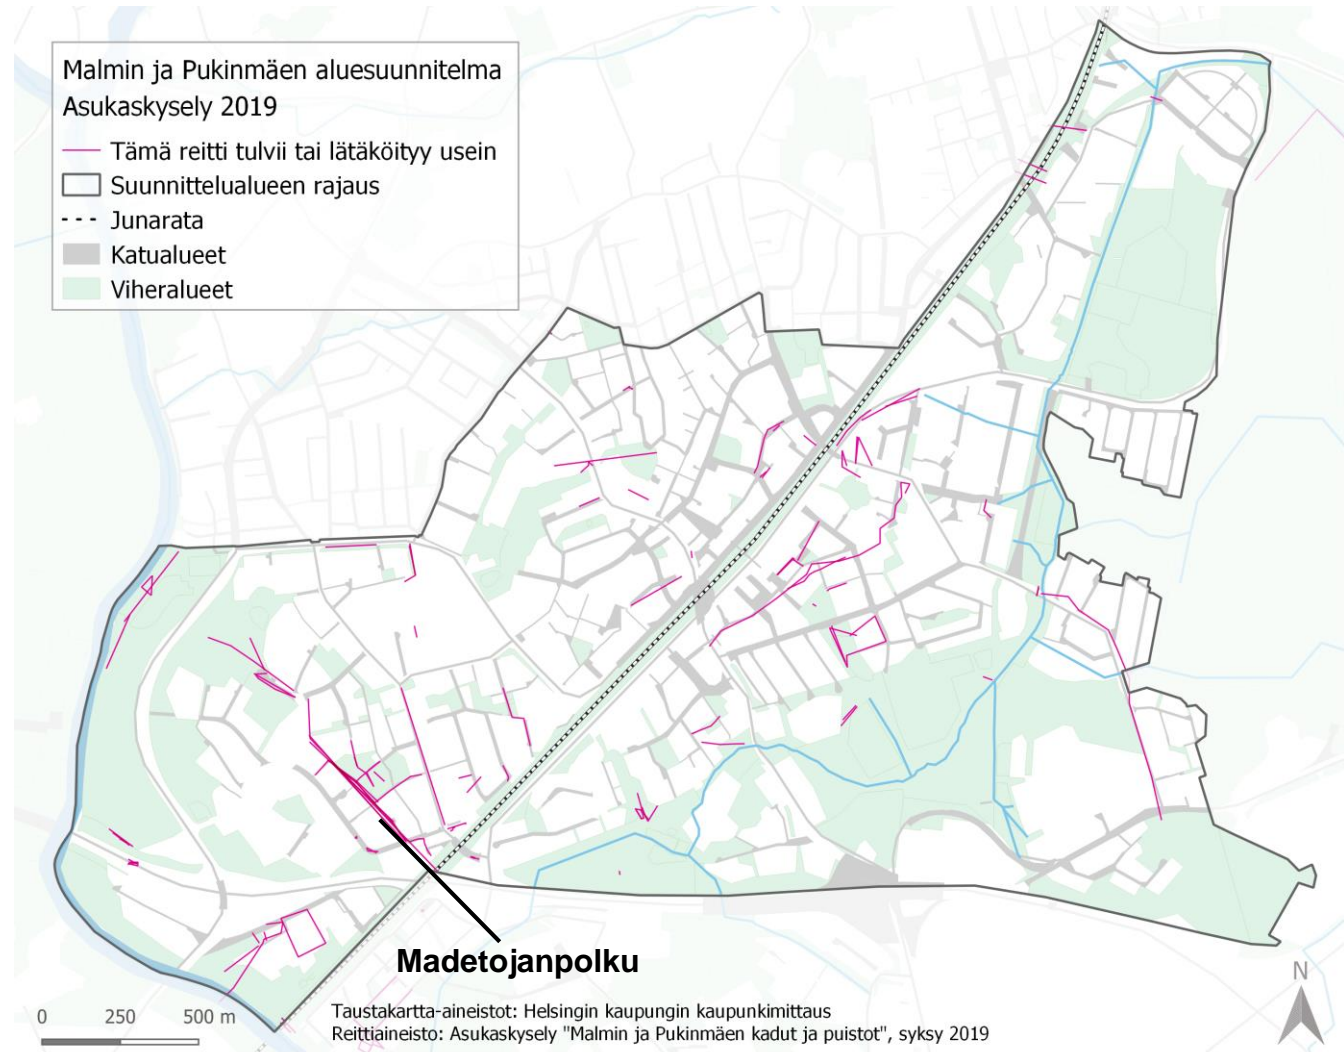 Malmin ja Pukinmäen aluesuunnitelma
Asukaskysely 2019
Tämä reitti tulvii tai lätäköityy usein
Suunnittelualueen rajaus
Junarata
Katualueet
Viheralueet
Madetojanpolku
N
0 250 500 m
Taustakartta-aineistot: Helsingin kaupungin kaupunkimittaus
Reittiaineisto: Asukaskysely "Malmin ja Pukinmäen kadut ja puistot", syksy 2019